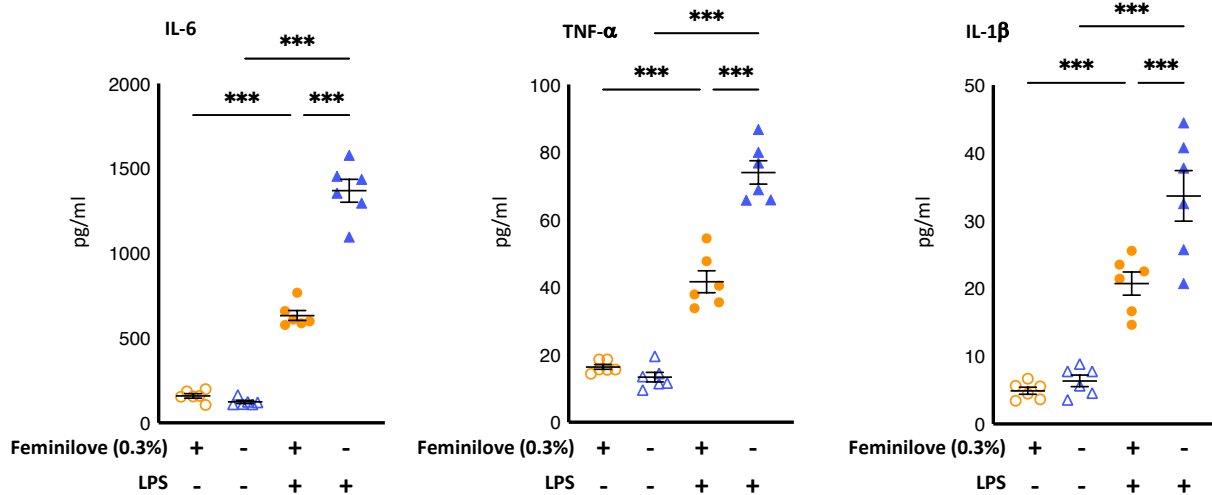 IL-6
***
***
***
2000
1500
1000
500
0
pg/ml
Feminilove (0.3%) + - + -
LPS - - + +
TNF-α
***
***
***
100
80
60
40
20
0
pg/ml
Feminilove (0.3%) + - + -
LPS - - + +
IL-1β
***
***
***
50
40
30
20
10
0
pg/ml
Feminilove (0.3%) + - + -
LPS - - + +